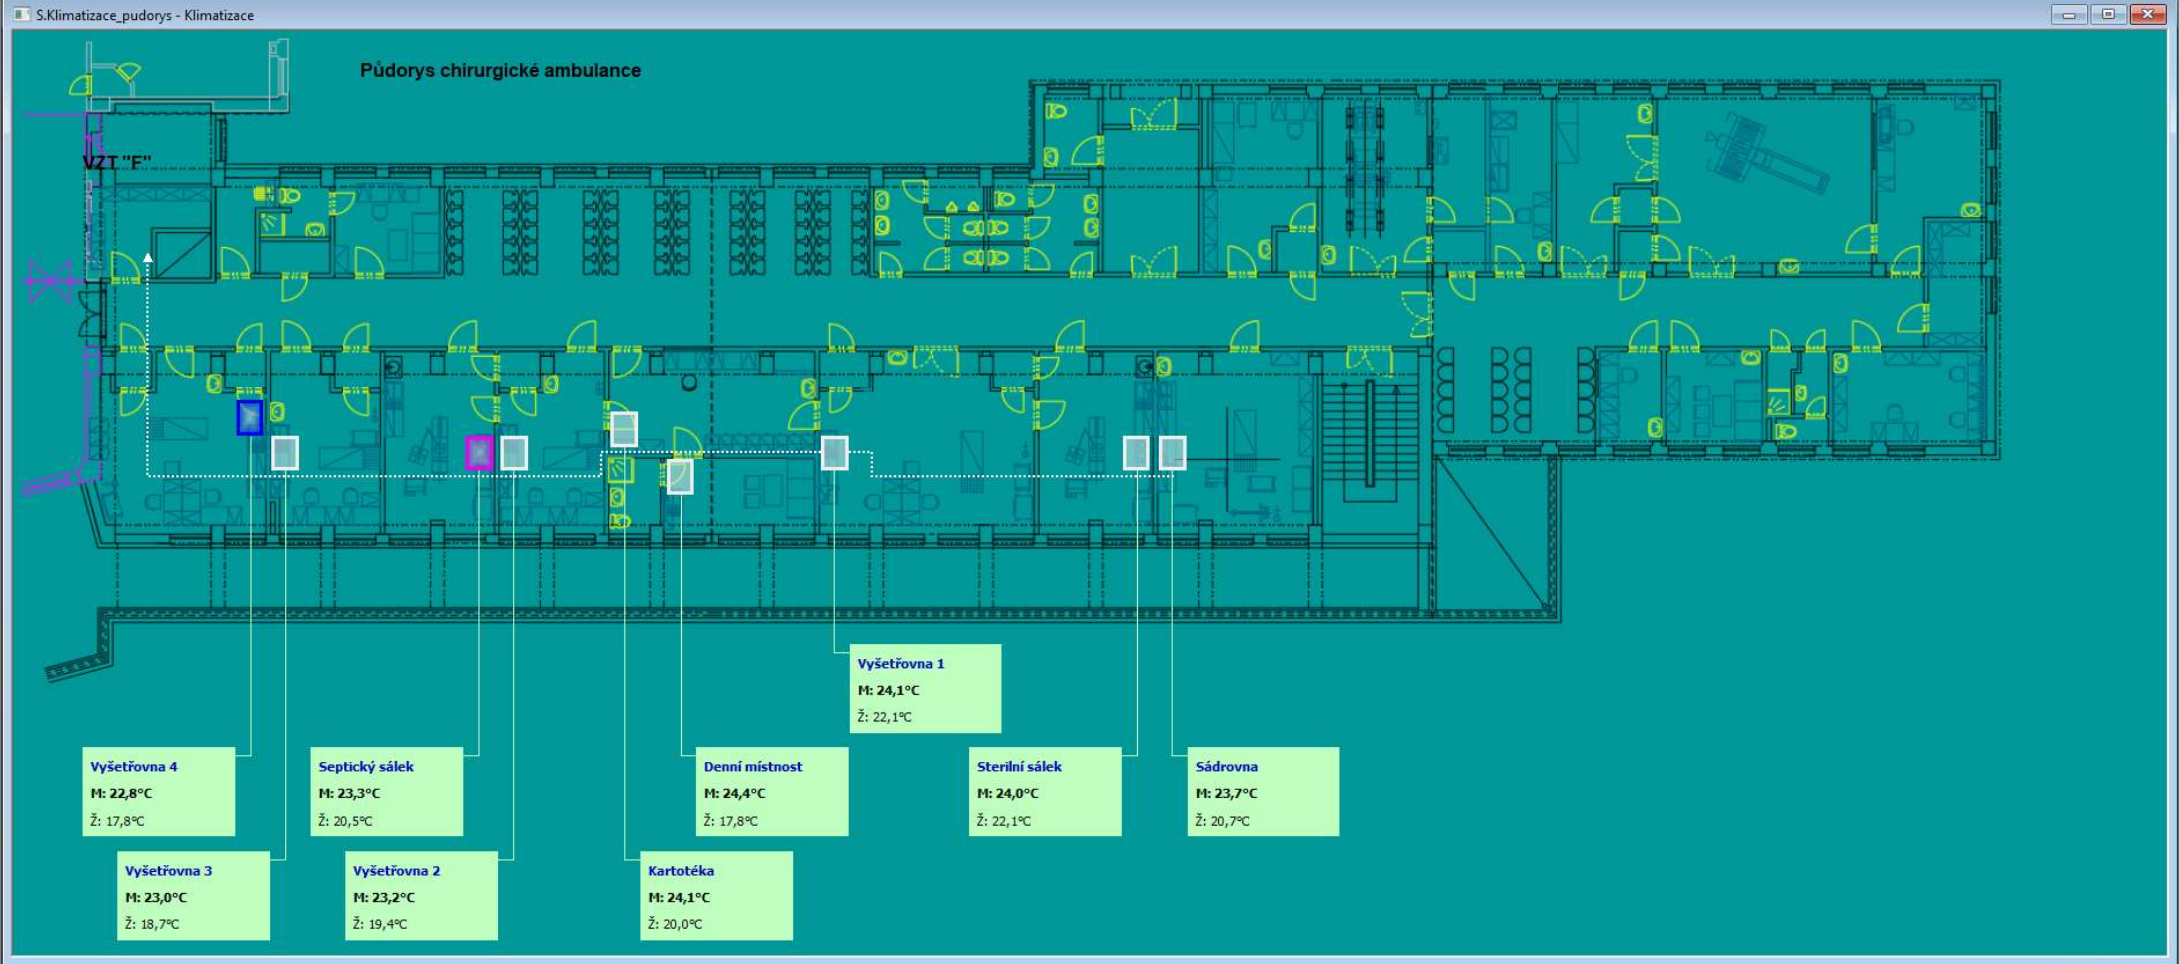 S.Klimatizace_pudorys - Klimatizace
Půdorys chirurgické ambulance
VZT "F"
Vyšetřovna 1
M: 24,1°C
Ž: 22,1°C
Vyšetřovna 4
M: 22,8°C
Ž: 17,8°C
Septický sálek
M: 23,3°C
Ž: 20,5°C
Denní místnost
M: 24,4°C
Ž: 17,8°C
Sterilní sálek
M: 24,0°C
Ž: 22,1°C
Sádrovna
M: 23,7°C
Ž: 20,7°C
Vyšetřovna 3
M: 23,0°C
Ž: 18,7°C
Vyšetřovna 2
M: 23,2°C
Ž: 19,4°C
Kartotéka
M: 24,1°C
Ž: 20,0°C